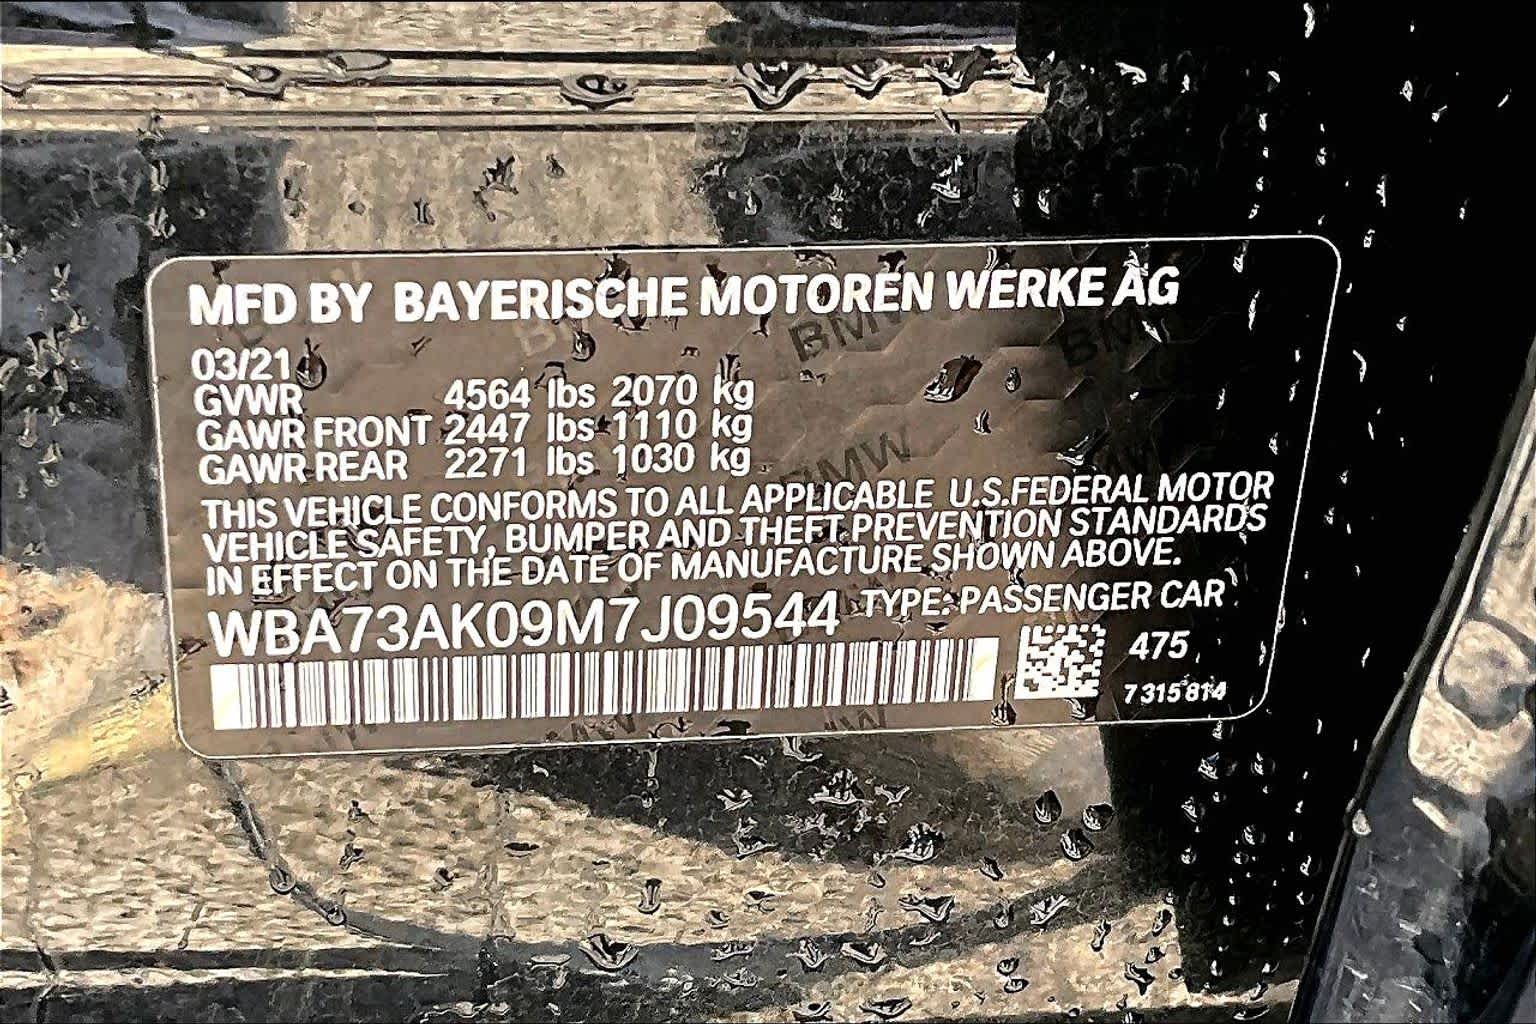 MFD BY BAYERISCHE MOTOREN WERKE AG
03/21
GVWR 4564 lbs 2070 kg
GAWR FRONT 2447 lbs 1110 kg
GAWR REAR 2271 lbs 1030 kg
THIS VEHICLE CONFORMS TO ALL APPLICABLE U.S.FEDERAL MOTOR
VEHICLE SAFETY, BUMPER AND THEFT PREVENTION STANDARDS
IN EFFECT ON THE DATE OF MANUFACTURE SHOWN ABOVE.
WBA73AK09M7J09544 TYPE: PASSENGER CAR
475
7 315 814